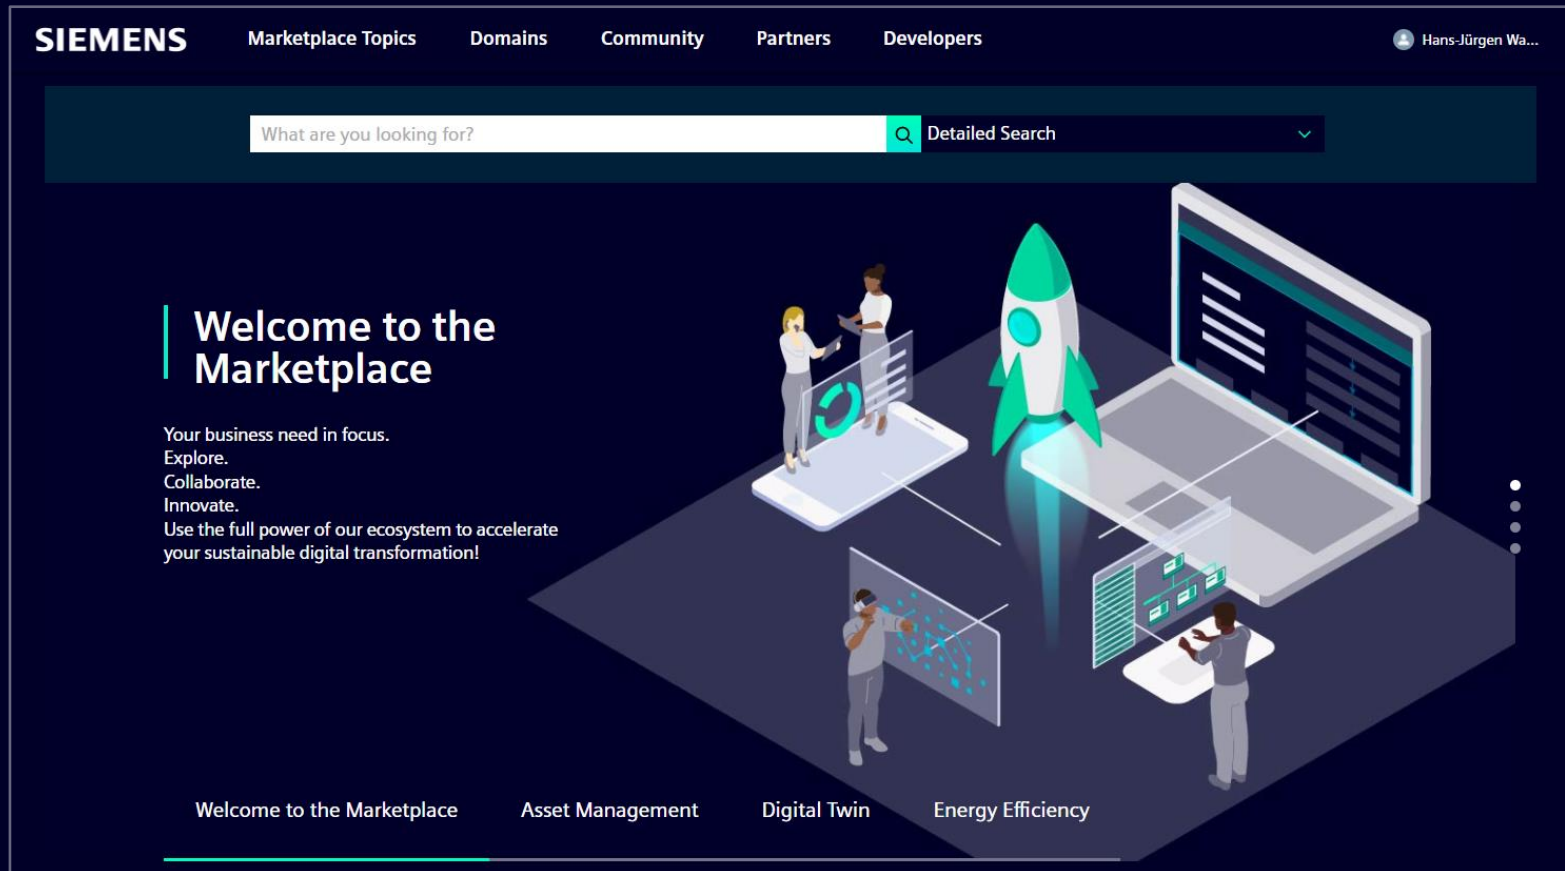 SIEMENS
Marketplace Topics
Domains
Community
Partners
Developers
Hans-Jürgen Wa...
What are you looking for?
Detailed Search
Welcome to the
Marketplace
Your business need in focus.
Explore.
Collaborate.
Innovate.
Use the full power of our ecosystem to accelerate
your sustainable digital transformation!
Welcome to the Marketplace
Asset Management
Digital Twin
Energy Efficiency